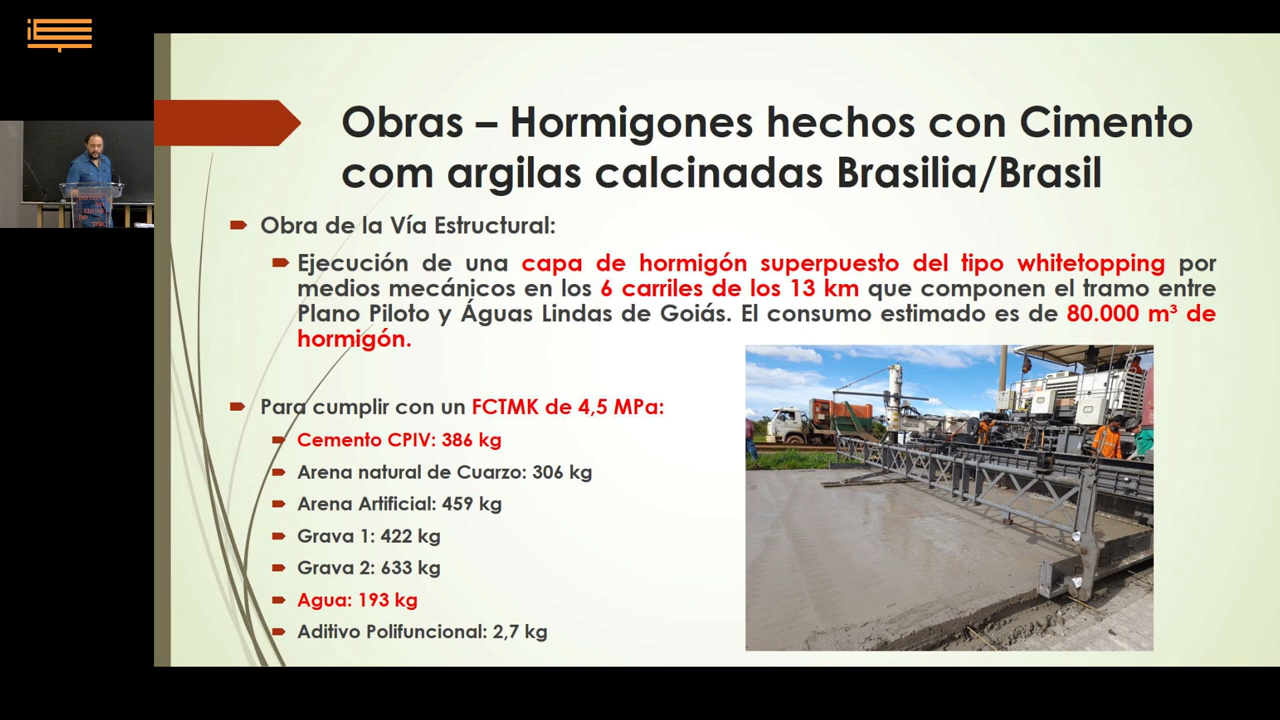 Obras – Hormigones hechos con Cimento
com argilas calcinadas Brasilia/Brasil
Obra de la Vía Estructural:
Ejecución de una capa de hormigón superpuesto del tipo whitetopping por
medios mecánicos en los 6 carriles de los 13 km que componen el tramo entre
Plano Piloto y Águas Lindas de Goiás. El consumo estimado es de 80.000 m³ de
hormigón.
Para cumplir con un FCTMK de 4,5 MPa:
Cemento CPIV: 386 kg
Arena natural de Cuarzo: 306 kg
Arena Artificial: 459 kg
Grava 1: 422 kg
Grava 2: 633 kg
Agua: 193 kg
Aditivo Polifuncional: 2,7 kg